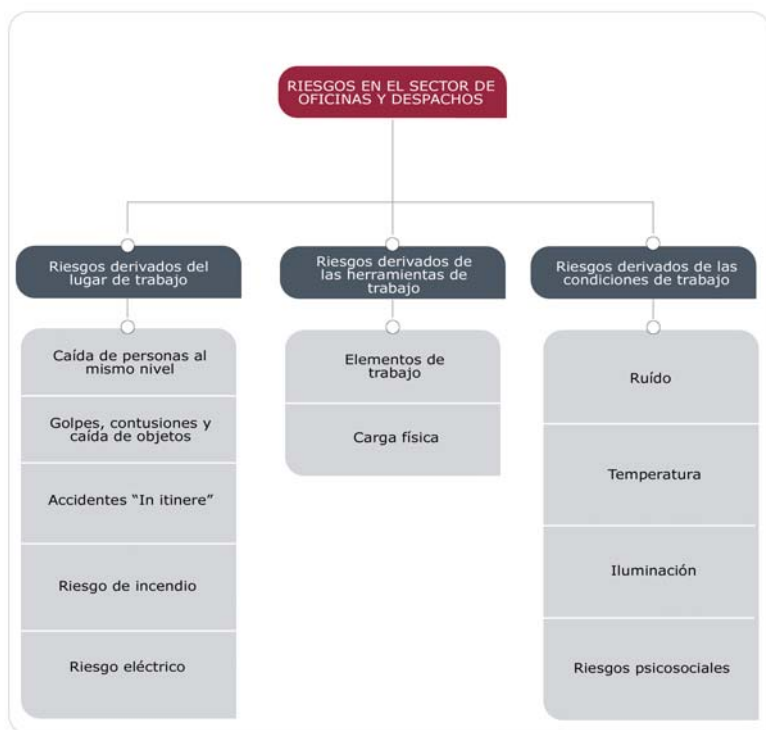 RIESGOS EN EL SECTOR DE
OFICINAS Y DESPACHOS
Riesgos derivados del
lugar de trabajo
Caída de personas al
mismo nivel
Golpes, contusiones y
caída de objetos
Accidentes “In itinere”
Riesgo de incendio
Riesgo eléctrico
Riesgos derivados de
las herramientas de
trabajo
Elementos de
trabajo
Carga física
Riesgos derivados de las
condiciones de trabajo
Ruído
Temperatura
Iluminación
Riesgos psicosociales